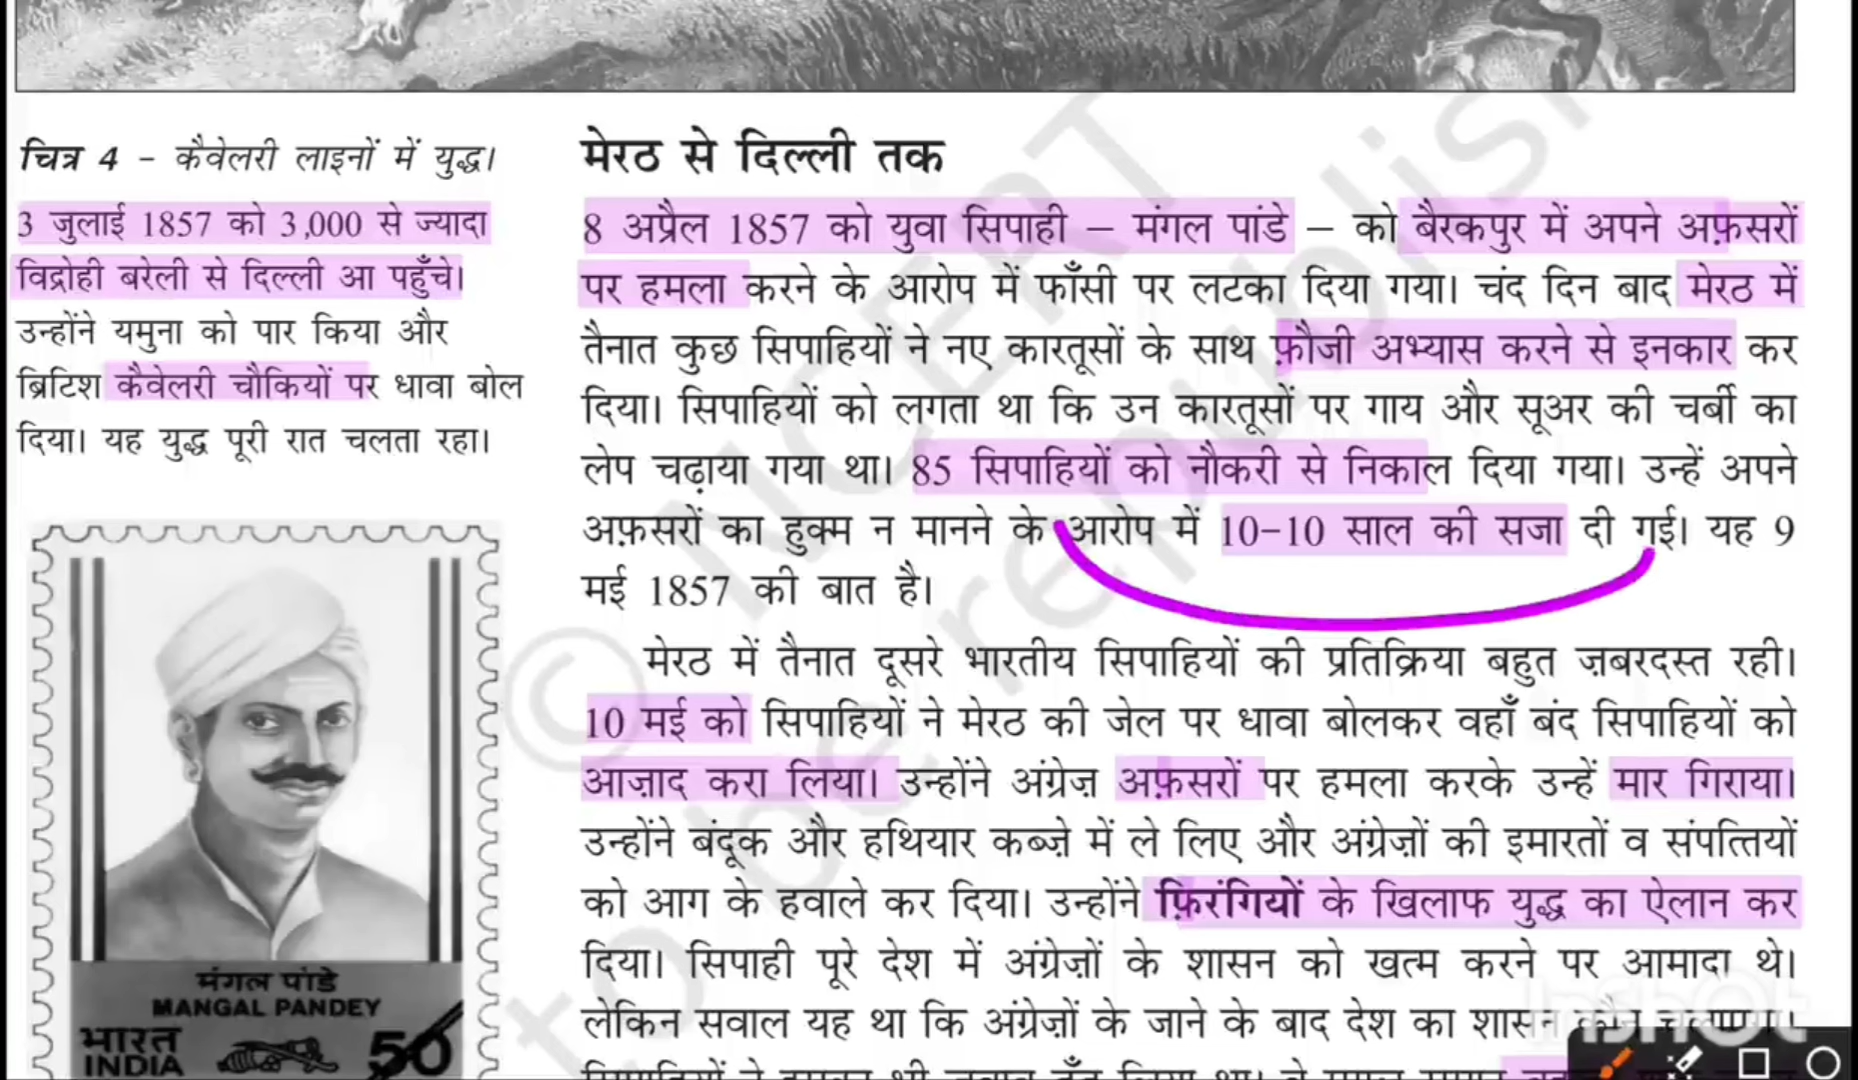 चित्र 4 – कैवेलरी लाइनों में युद्ध।
3 जुलाई 1857 को 3,000 से ज्यादा
विद्रोही बरेली से दिल्ली आ पहुँचे।
उन्होंने यमुना को पार किया और
ब्रिटिश कैवेलरी चौकियों पर धावा बोल
दिया। यह युद्ध पूरी रात चलता रहा।
मंगल पांडे
MANGAL PANDEY
भारत
INDIA
50
मेरठ से दिल्ली तक
8 अप्रैल 1857 को युवा सिपाही – मंगल पांडे – को बैरकपुर में अपने अफ़सरों
पर हमला करने के आरोप में फाँसी पर लटका दिया गया। चंद दिन बाद मेरठ में
तैनात कुछ सिपाहियों ने नए कारतूसों के साथ फ़ौजी अभ्यास करने से इनकार कर
दिया। सिपाहियों को लगता था कि उन कारतूसों पर गाय और सूअर की चर्बी का
लेप चढ़ाया गया था। 85 सिपाहियों को नौकरी से निकाल दिया गया। उन्हें अपने
अफ़सरों का हुक्म न मानने के आरोप में 10-10 साल की सजा दी गई। यह 9
मई 1857 की बात है।
मेरठ में तैनात दूसरे भारतीय सिपाहियों की प्रतिक्रिया बहुत ज़बरदस्त रही।
10 मई को सिपाहियों ने मेरठ की जेल पर धावा बोलकर वहाँ बंद सिपाहियों को
आज़ाद करा लिया। उन्होंने अंग्रेज़ अफ़सरों पर हमला करके उन्हें मार गिराया।
उन्होंने बंदूक और हथियार कब्ज़े में ले लिए और अंग्रेज़ों की इमारतों व संपत्तियों
को आग के हवाले कर दिया। उन्होंने फ़िरंगियों के खिलाफ युद्ध का ऐलान कर
दिया। सिपाही पूरे देश में अंग्रेज़ों के शासन को खत्म करने पर आमादा थे।
लेकिन सवाल यह था कि अंग्रेज़ों के जाने के बाद देश का शासन कौन
© NCERT
to be republis
InShOt